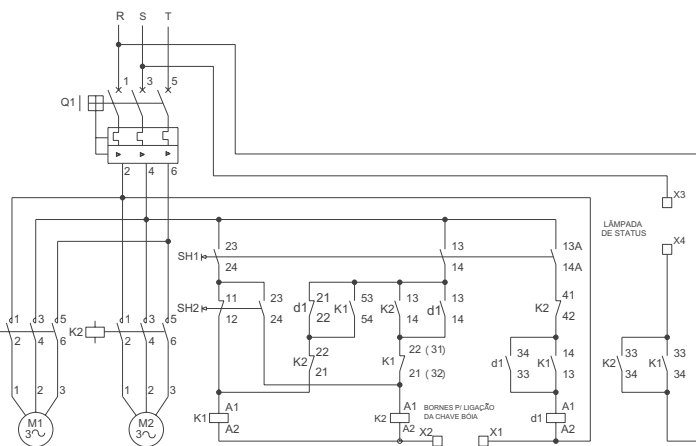 R S T
1 3 5
Q1
2 4 6
X3
LÂMPADA
DE STATUS
X4
23
13
13A
SH1
24
14
14A
11 23
SH2
12 24
21 53 13 13
d1 K1 K2 d1
22 54 14 14
41
K2
42
1 3 5
K2
1 3 5
2 4 6
2 4 6
22
K2
21
22 ( 31)
K1
21 ( 32)
34 14
d1 K1
33 13
33 33
K2 K1
34 34
1 2 3
1 2 3
M1
3
M2
3
A1
K1
A2
A1
K2
A2
BORNES P/ LIGAÇÃO
DA CHAVE BÓIA
X2 X1
A1
d1
A2